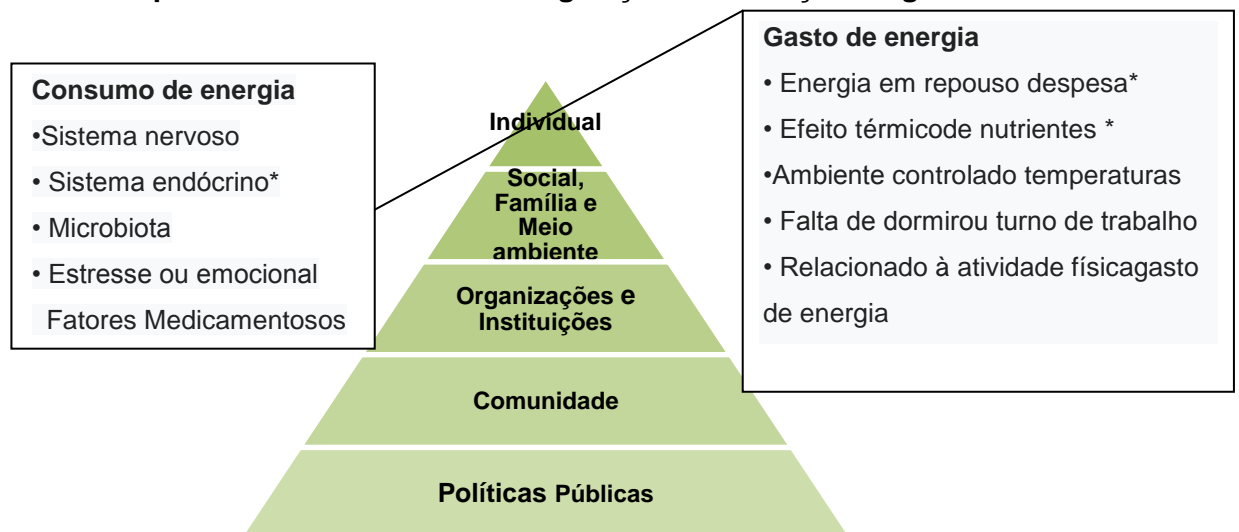 Consumo de energia
•Sistema nervoso
• Sistema endócrino*
• Microbiota
• Estresse ou emocional
Fatores Medicamentosos
Individual
Social,
Família e
Meio
ambiente
Organizações e
Instituições
Comunidade
Políticas Públicas
Gasto de energia
• Energia em repouso despesa*
• Efeito térmicode nutrientes *
•Ambiente controlado temperaturas
• Falta de dormirou turno de trabalho
• Relacionado à atividade físicagasto
de energia